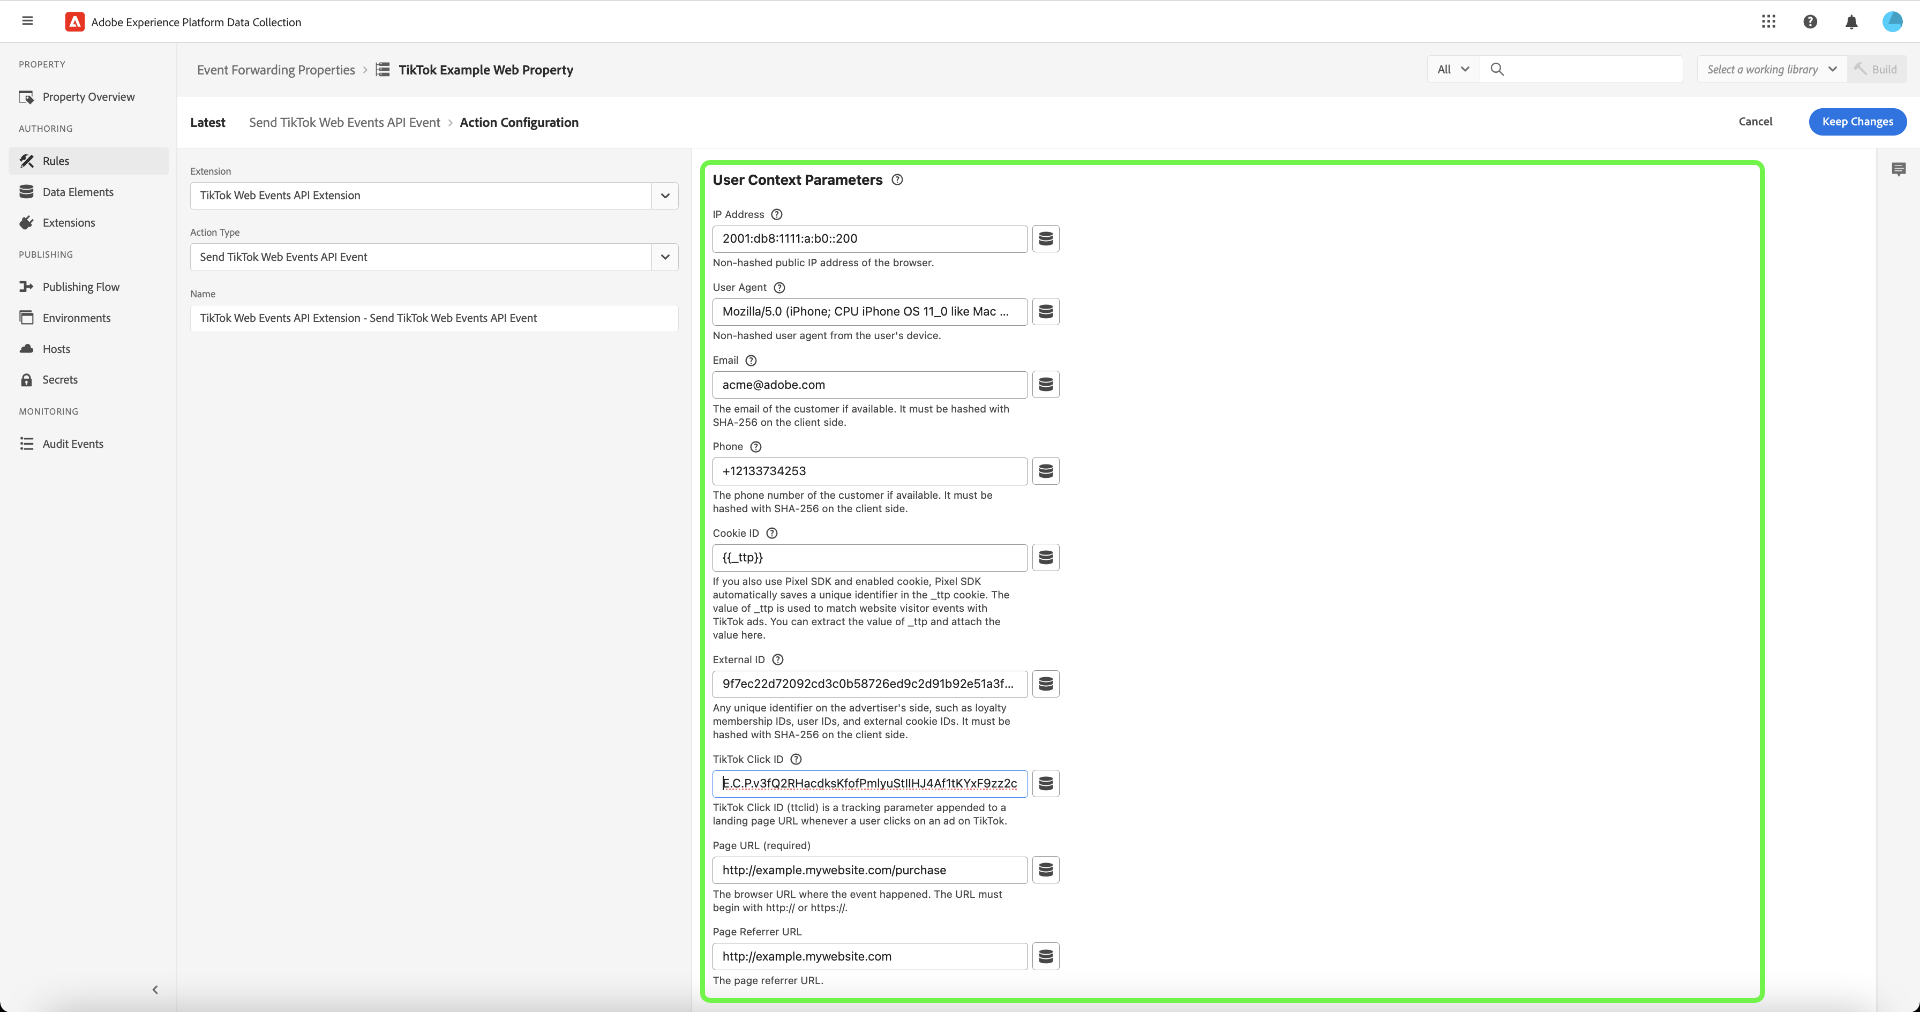 Adobe Experience Platform Data Collection
PROPERTY
Property Overview
AUTHORING
Rules
Data Elements
Extensions
PUBLISHING
Publishing Flow
Environments
Hosts
Secrets
MONITORING
Audit Events
Event Forwarding Properties > TikTok Example Web Property
All
Select a working library
Build
Latest
Send TikTok Web Events API Event > Action Configuration
Cancel
Keep Changes
Extension
TikTok Web Events API Extension
Action Type
Send TikTok Web Events API Event
Name
TikTok Web Events API Extension - Send TikTok Web Events API Event
User Context Parameters
IP Address
2001:db8:1111:a:b0::200
Non-hashed public IP address of the browser.
User Agent
Mozilla/5.0 (iPhone; CPU iPhone OS 11_0 like Mac ...
Non-hashed user agent from the user's device.
Email
acme@adobe.com
The email of the customer if available. It must be hashed with
SHA-256 on the client side.
Phone
+12133734253
The phone number of the customer if available. It must be
hashed with SHA-256 on the client side.
Cookie ID
{{_ttp}}
If you also use Pixel SDK and enabled cookie, Pixel SDK
automatically saves a unique identifier in the _ttp cookie. The
value of _ttp is used to match website visitor events with
TikTok ads. You can extract the value of _ttp and attach the
value here.
External ID
9f7ec22d72092cd3c0b58726ed9c2d91b92e51a3f...
Any unique identifier on the advertiser's side, such as loyalty
membership IDs, user IDs, and external cookie IDs. It must be
hashed with SHA-256 on the client side.
TikTok Click ID
E.C.P.v3fQ2RHacdksKfofPmlyuStIIHJ4Af1tKYxF9zz2c
TikTok Click ID (ttclid) is a tracking parameter appended to a
landing page URL whenever a user clicks on an ad on TikTok.
Page URL (required)
http://example.mywebsite.com/purchase
The browser URL where the event happened. The URL must
begin with http:// or https://.
Page Referrer URL
http://example.mywebsite.com
The page referrer URL.